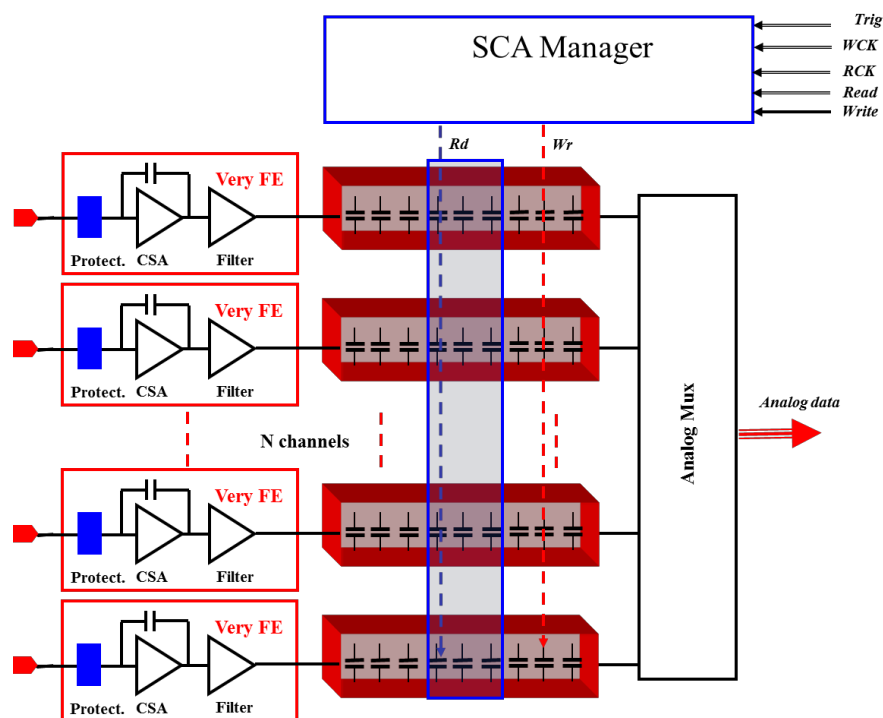 SCA Manager
Trig
WCK
RCK
Read
Write
Rd
Wr
Very FE
Protect. CSA Filter
Very FE
Protect. CSA Filter
N channels
Very FE
Protect. CSA Filter
Very FE
Protect. CSA Filter
Analog Mux
Analog data